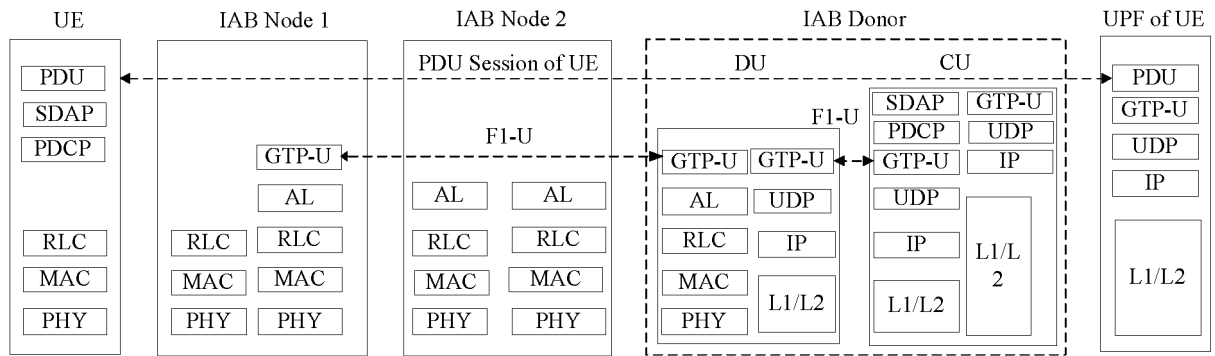 UE IAB Node 1 IAB Node 2 IAB Donor UPF of UE
PDU Session of UE DU CU
PDU PDU
SDAP SDAP GTP-U GTP-U
F1-U F1-U
PDCP PDCP UDP UDP
GTP-U GTP-U GTP-U GTP-U IP
AL AL AL AL UDP UDP IP
RLC RLC RLC RLC RLC RLC IP IP
MAC MAC MAC MAC MAC MAC L1/L
2
L1/L2 L1/L2 L1/L2
PHY PHY PHY PHY PHY PHY